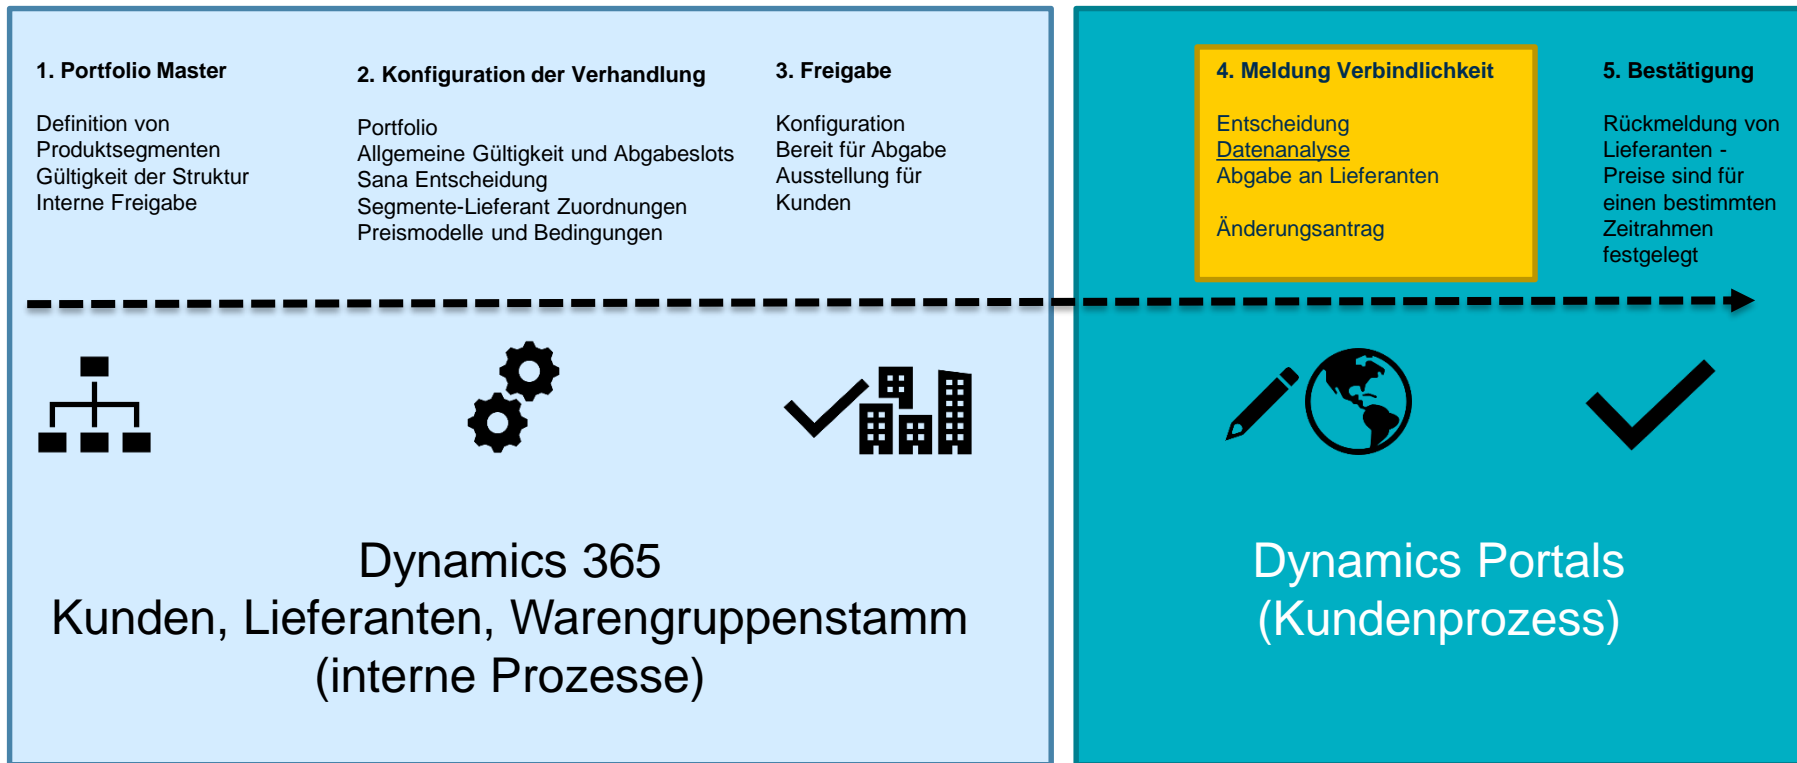 1. Portfolio Master
Definition von
Produktsegmenten
Gültigkeit der Struktur
Interne Freigabe
2. Konfiguration der Verhandlung
Portfolio
Allgemeine Gültigkeit und Abgabeslots
Sana Entscheidung
Segmente-Lieferant Zuordnungen
Preismodelle und Bedingungen
3. Freigabe
Konfiguration
Bereit für Abgabe
Ausstellung für
Kunden
4. Meldung Verbindlichkeit
Entscheidung
Datenanalyse
Abgabe an Lieferanten
Änderungsantrag
5. Bestätigung
Rückmeldung von
Lieferanten -
Preise sind für
einen bestimmten
Zeitrahmen
festgelegt
Dynamics 365
Kunden, Lieferanten, Warengruppenstamm
(interne Prozesse)
Dynamics Portals
(Kundenprozess)